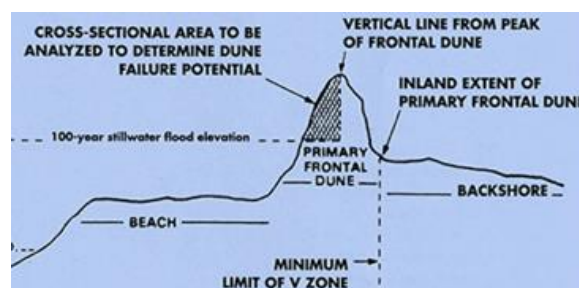 CROSS-SECTIONAL AREA TO BE
ANALYZED TO DETERMINE DUNE
FAILURE POTENTIAL
VERTICAL LINE FROM PEAK
OF FRONTAL DUNE
INLAND EXTENT OF
PRIMARY FRONTAL DUNE
100-year stillwater flood elevation
PRIMARY
FRONTAL
DUNE
BEACH
BACKSHORE
MINIMUM
LIMIT OF V ZONE